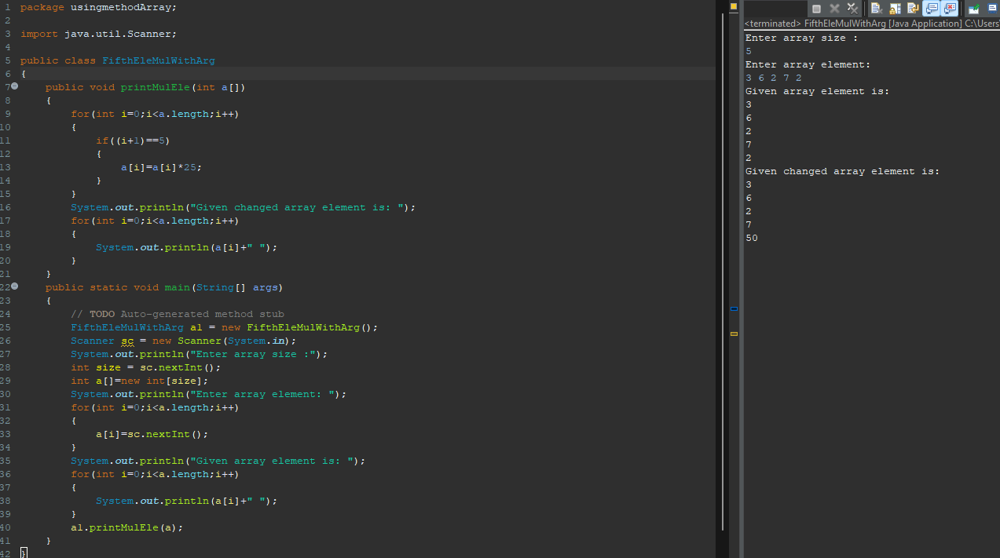 1 package usingmethodArray;
2
3 import java.util.Scanner;
4
5 public class FifthEleMulWithArg
6 {
7 public void printMulEle(int a[])
8 {
9 for(int i=0;i<a.length;i++)
10 {
11 if((i+1)==5)
12 {
13 a[i]=a[i]*25;
14 }
15 }
16 System.out.println("Given changed array element is: ");
17 for(int i=0;i<a.length;i++)
18 {
19 System.out.println(a[i]+" ");
20 }
21 }
22 public static void main(String[] args)
23 {
24 // TODO Auto-generated method stub
25 FifthEleMulWithArg al = new FifthEleMulWithArg();
26 Scanner sc = new Scanner(System.in);
27 System.out.println("Enter array size :");
28 int size = sc.nextInt();
29 int a[]=new int[size];
30 System.out.println("Enter array element: ");
31 for(int i=0;i<a.length;i++)
32 {
33 a[i]=sc.nextInt();
34 }
35 System.out.println("Given array element is: ");
36 for(int i=0;i<a.length;i++)
37 {
38 System.out.println(a[i]+" ");
39 }
40 al.printMulEle(a);
41 }
42 }
<terminated> FifthEleMulWithArg [Java Application] C:\Users
Enter array size :
5
Enter array element:
3 6 2 7 2
Given array element is:
3
6
2
7
2
Given changed array element is:
3
6
2
7
50